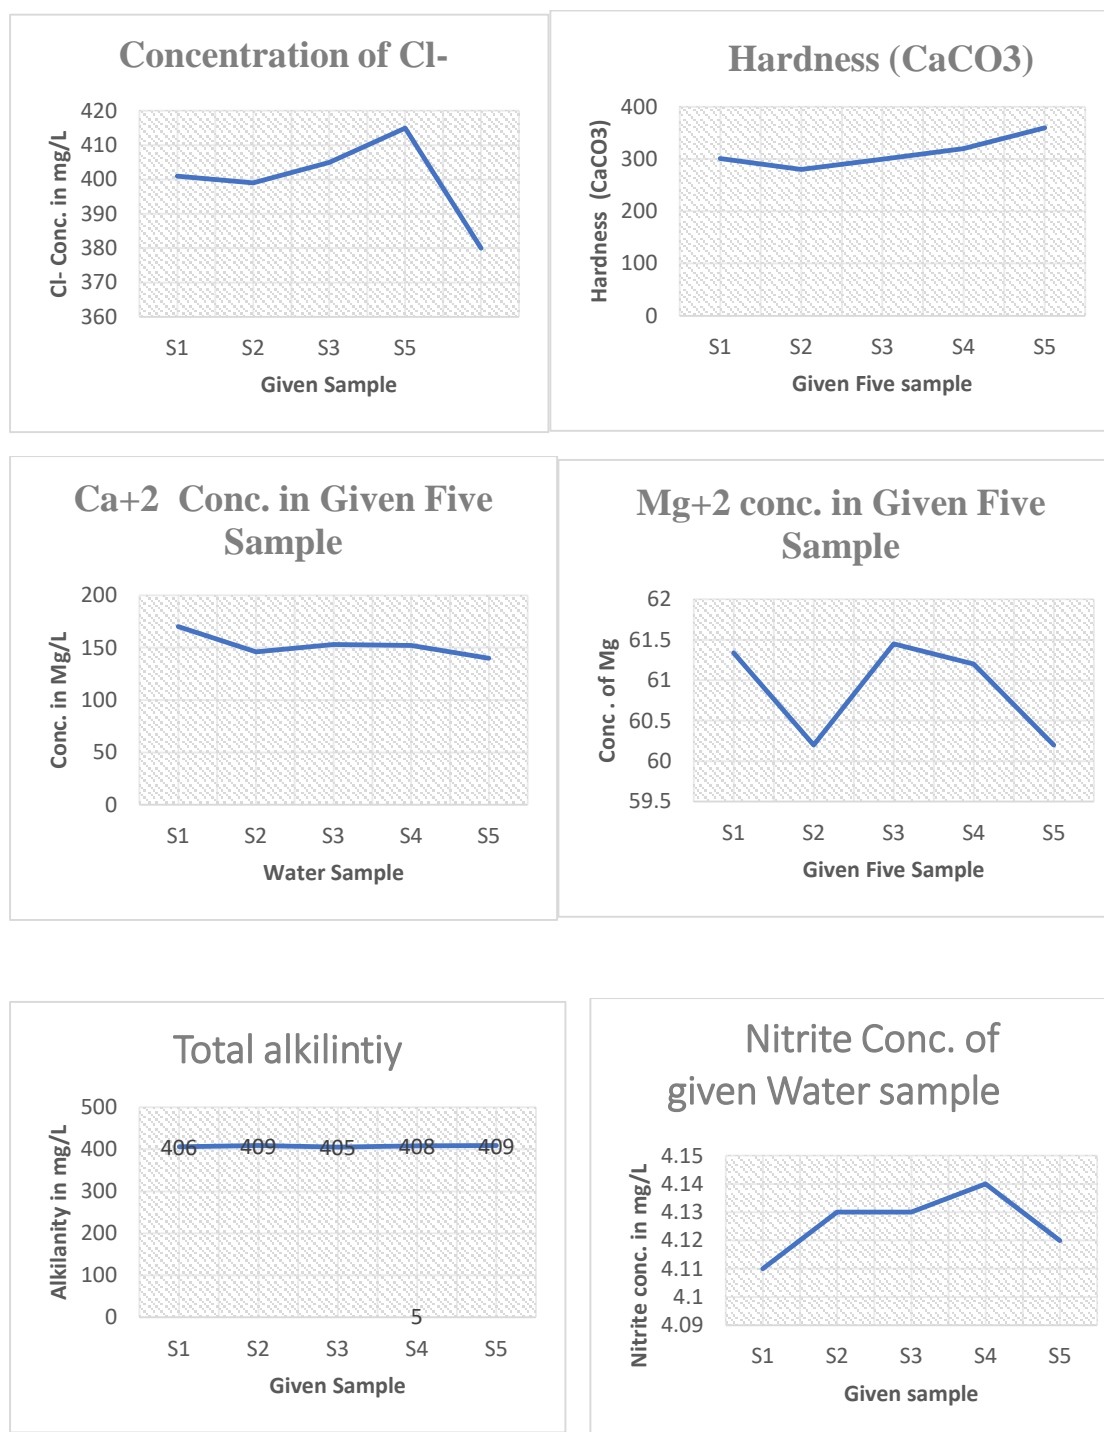 Concentration of Cl-
420
410
400
390
380
370
360
Cl- Conc. in mg/L
S1 S2 S3 S5
Given Sample
Hardness (CaCO3)
400
300
200
100
0
Hardness (CaCO3)
S1 S2 S3 S4 S5
Given Five sample
Ca+2 Conc. in Given Five
Sample
200
150
100
50
0
Conc. in Mg/L
S1 S2 S3 S4 S5
Water Sample
Mg+2 conc. in Given Five
Sample
62
61.5
61
60.5
60
59.5
Conc . of Mg
S1 S2 S3 S4 S5
Given Five Sample
Total alkilintiy
500
400
300
200
100
0
Alkilanity in mg/L
406 409 405 408 409
5
S1 S2 S3 S4 S5
Given Sample
Nitrite Conc. of
given Water sample
4.15
4.14
4.13
4.12
4.11
4.1
4.09
Nitrite conc. in mg/L
S1 S2 S3 S4 S5
Given sample